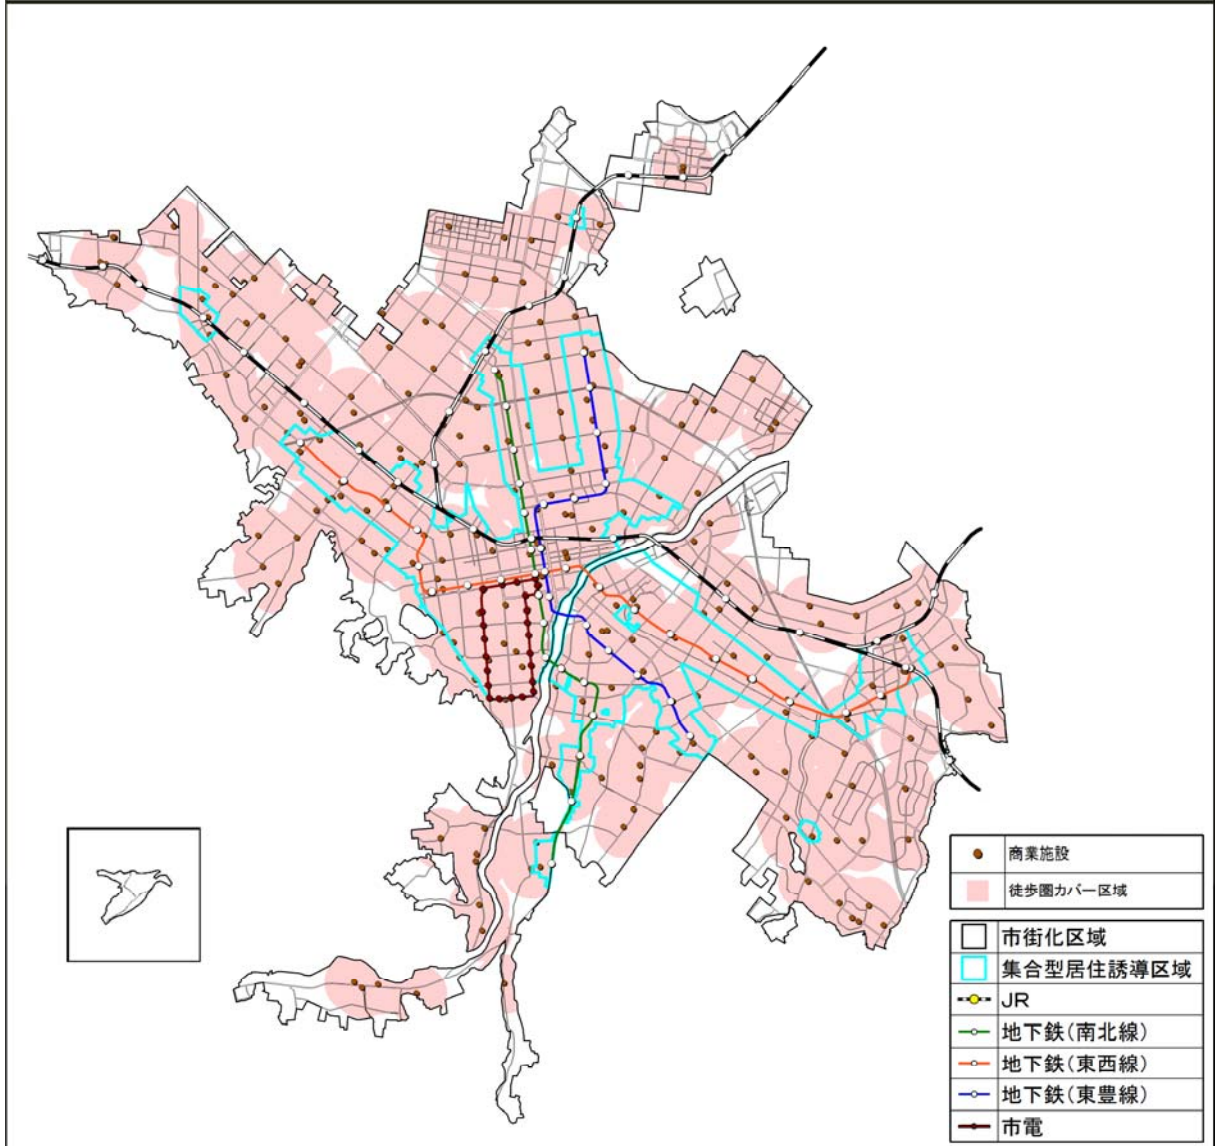 商業施設
徒歩圏カバー区域
市街化区域
集合型居住誘導区域
JR
地下鉄(南北線)
地下鉄(東西線)
地下鉄(東豊線)
市電